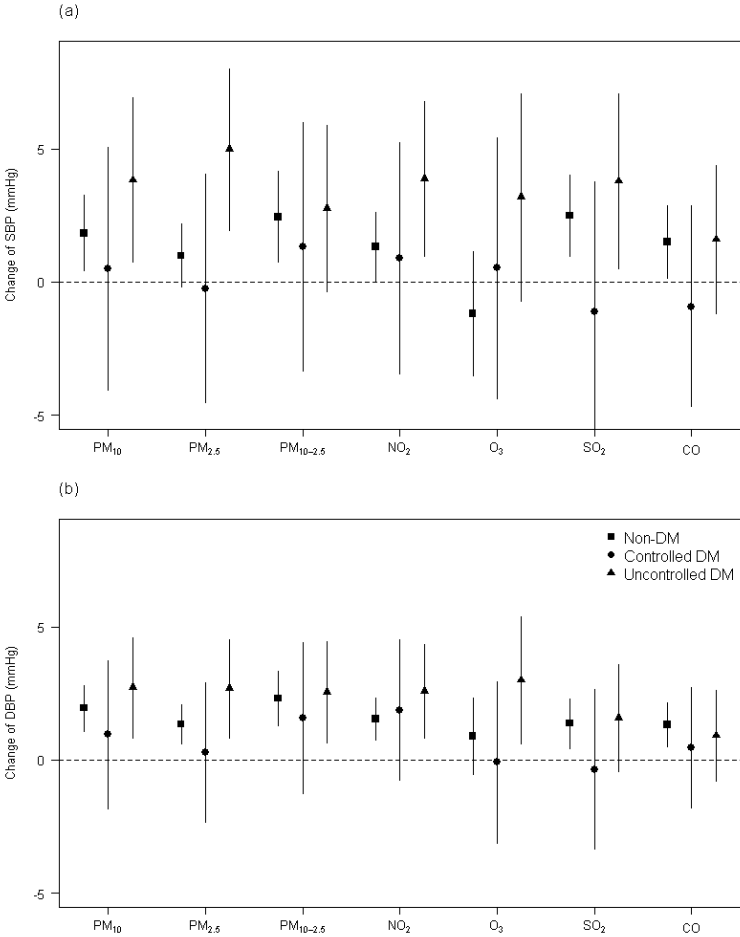 (a)
Change of SBP (mmHg)
5
0
-5
PM₁₀ PM₂.₅ PM₁₀₋₂.₅ NO₂ O₃ SO₂ CO
(b)
Non-DM
Controlled DM
Uncontrolled DM
Change of DBP (mmHg)
5
0
-5
PM₁₀ PM₂.₅ PM₁₀₋₂.₅ NO₂ O₃ SO₂ CO